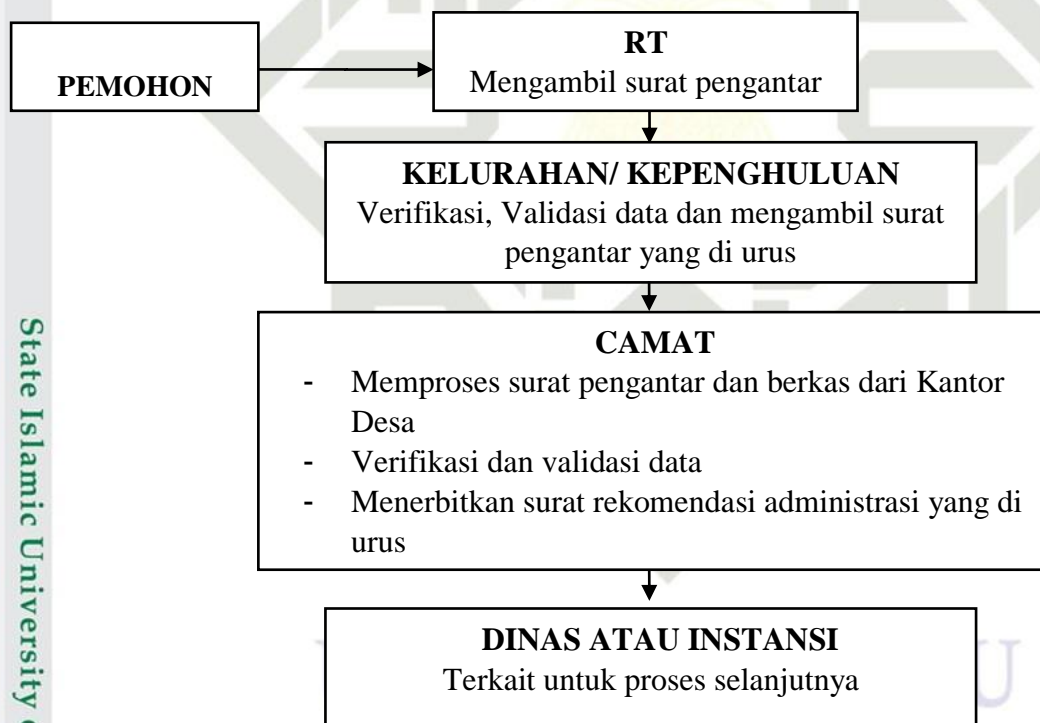 PEMOHON
RT
Mengambil surat pengantar
KELURAHAN/ KEPENGHULUAN
Verifikasi, Validasi data dan mengambil surat
pengantar yang di urus
CAMAT
- Memproses surat pengantar dan berkas dari Kantor
Desa
- Verifikasi dan validasi data
- Menerbitkan surat rekomendasi administrasi yang di
urus
DINAS ATAU INSTANSI
Terkait untuk proses selanjutnya
State Islamic University
U